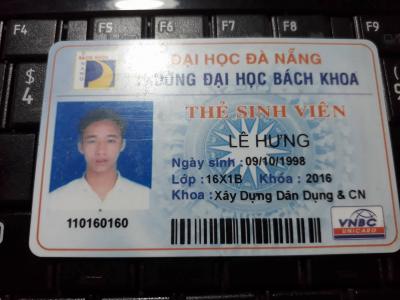 F4 F5 F6 F7 F8 F9
$
4
BÁCH KHOA
ĐẠI HỌC ĐÀ NẴNG
ĐẠI HỌC BÁCH KHOA
THẺ SINH VIÊN
LÊ HƯNG
Ngày sinh : 09/10/1998
Lớp : 16X1B Khóa : 2016
Khoa : Xây Dựng Dân Dụng & CN
110160160
VNBC
UNICARD